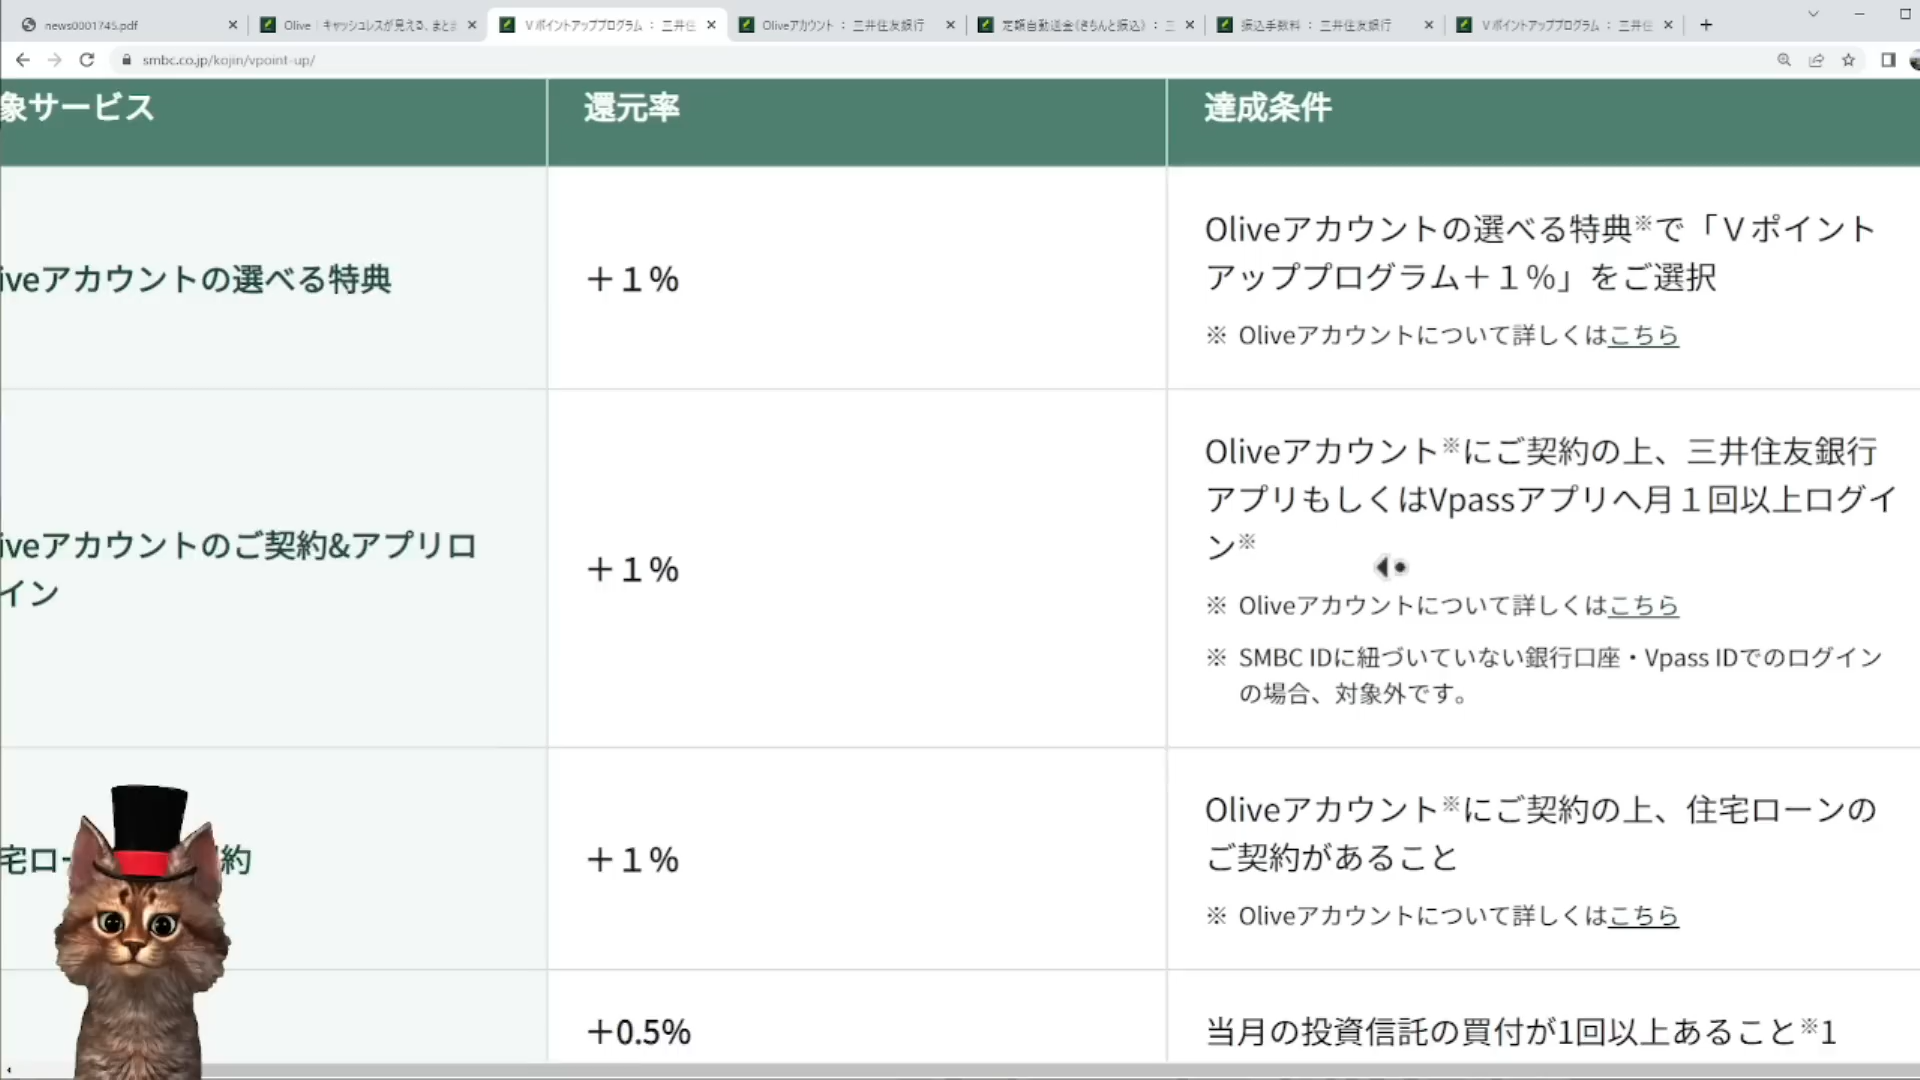 news0001745.pdf
Olive｜キャッシュレスが見える、まと
Ｖポイントアッププログラム ： 三井住
Oliveアカウント ： 三井住友銀行
定額自動送金《きちんと振込》 ： 三
振込手数料 ： 三井住友銀行
Ｖポイントアッププログラム ： 三井住
smbc.co.jp/kojin/vpoint-up/
象サービス
還元率
達成条件
iveアカウントの選べる特典
＋１％
Oliveアカウントの選べる特典※で「Ｖポイント
アッププログラム＋１％」をご選択
※ Oliveアカウントについて詳しくはこちら
iveアカウントのご契約&アプリロ
イン
＋１％
Oliveアカウント※にご契約の上、三井住友銀行
アプリもしくはVpassアプリへ月１回以上ログイ
ン※
※ Oliveアカウントについて詳しくはこちら
※ SMBC IDに紐づいていない銀行口座・Vpass IDでのログイン
の場合、対象外です。
宅ロー
約
＋１％
Oliveアカウント※にご契約の上、住宅ローンの
ご契約があること
※ Oliveアカウントについて詳しくはこちら
＋0.5%
当月の投資信託の買付が1回以上あること※1